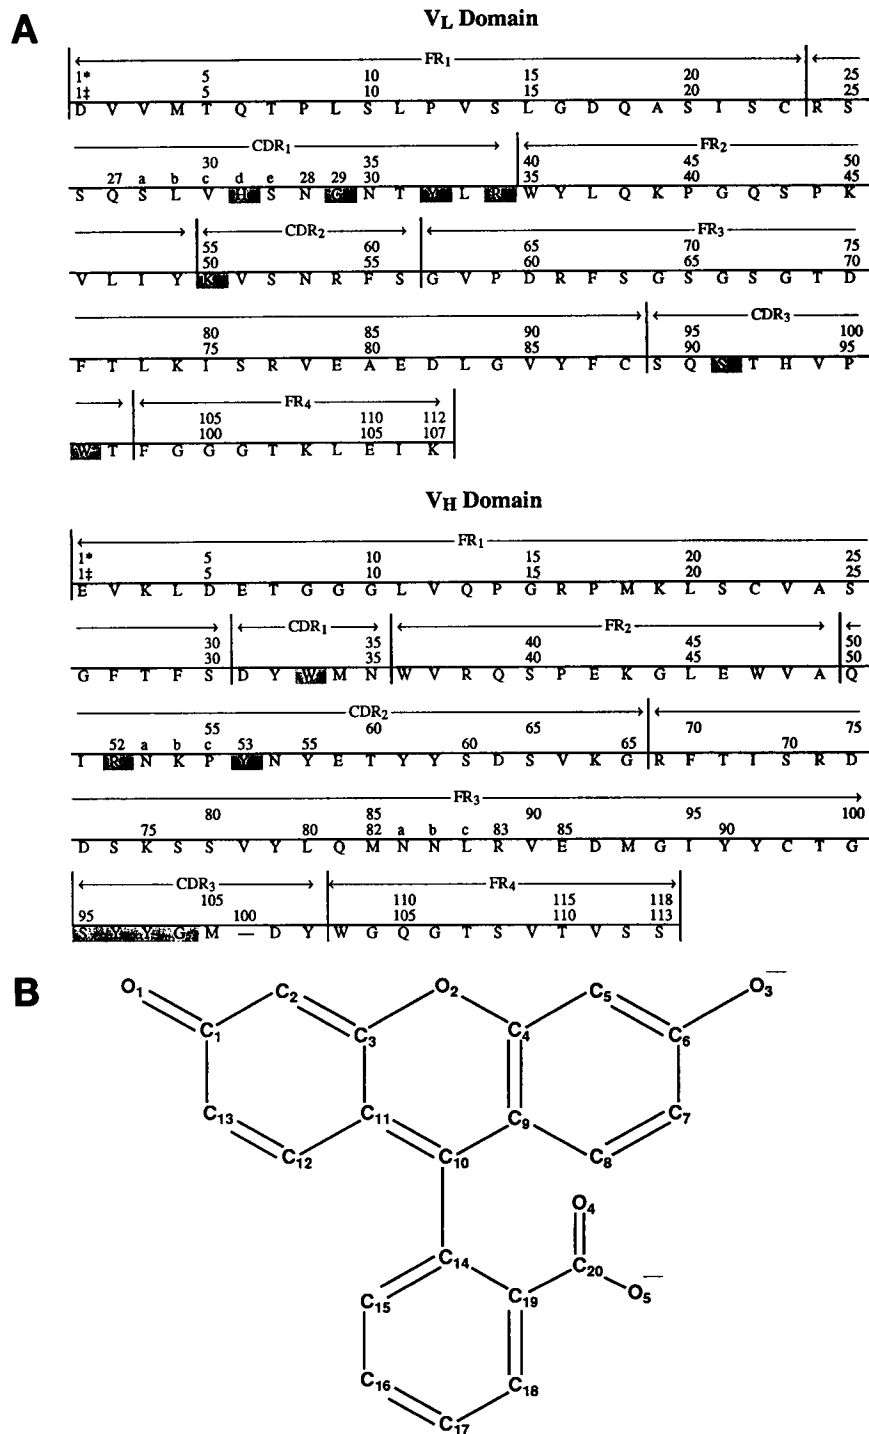 A
VL Domain
FR1
1* 5 10 15 20 25
1‡ 5 10 15 20 25
D V V M T Q T P L S L P V S L G D Q A S I S C R S
CDR1 FR2
30 35 40 45 50
27 a b c d e 28 29 30 35 40 45
S Q S L V H S N G N T Y L R W Y L Q K P G Q S P K
CDR2 FR3
55 60 65 70 75
50 55 60 65 70
V L I Y K V S N R F S G V P D R F S G S G S G T D
CDR3
80 85 90 95 100
75 80 85 90 95
F T L K I S R V E A E D L G V Y F C S Q S T H V P
FR4
105 110 112
100 105 107
W T F G G G T K L E I K
VH Domain
FR1
1* 5 10 15 20 25
1‡ 5 10 15 20 25
E V K L D E T G G G L V Q P G R P M K L S C V A S
CDR1 FR2
30 35 40 45 50
30 35 40 45 50
G F T F S D Y W M N W V R Q S P E K G L E W V A Q
CDR2
55 60 65 70 75
52 a b c 53 55 60 65 70
I R N K P Y N Y E T Y Y S D S V K G R F T I S R D
FR3
80 85 90 95 100
75 80 82 a b c 83 85 90
D S K S S V Y L Q M N N L R V E D M G I Y Y C T G
CDR3 FR4
105 110 115 118
95 100 105 110 113
S Y Y G M — D Y W G Q G T S V T V S S
B
O1 C2 O2 C5 O3 —
C1 C3 C4 C6
C13 C11 C9 C7
C12 C10 C8
O4
C14 C20
C15 C19 O5 —
C16 C18
C17